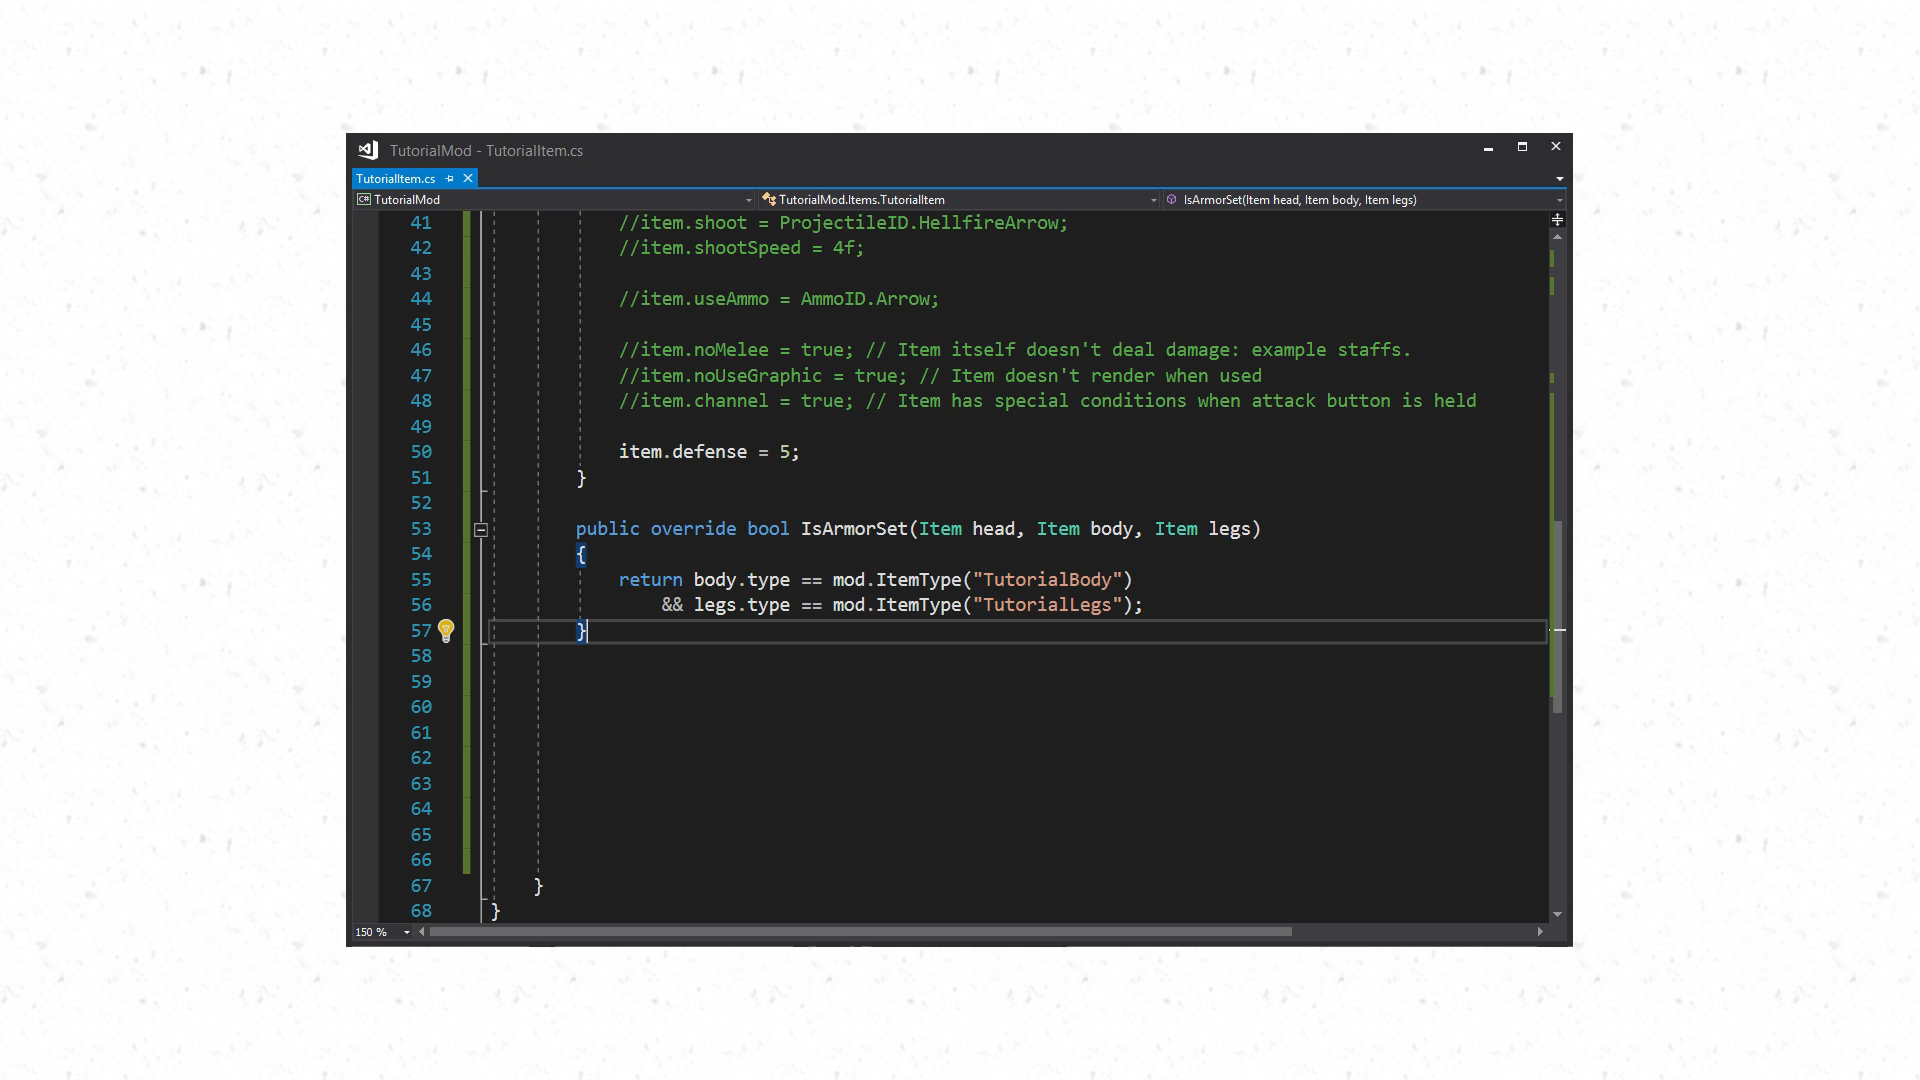 TutorialMod - TutorialItem.cs
TutorialItem.cs
TutorialMod TutorialMod.Items.TutorialItem IsArmorSet(Item head, Item body, Item legs)
41 //item.shoot = ProjectileID.HellfireArrow;
42 //item.shootSpeed = 4f;
43
44 //item.useAmmo = AmmoID.Arrow;
45
46 //item.noMelee = true; // Item itself doesn't deal damage: example staffs.
47 //item.noUseGraphic = true; // Item doesn't render when used
48 //item.channel = true; // Item has special conditions when attack button is held
49
50 item.defense = 5;
51 }
52
53 public override bool IsArmorSet(Item head, Item body, Item legs)
54 {
55 return body.type == mod.ItemType("TutorialBody")
56 && legs.type == mod.ItemType("TutorialLegs");
57 }
58
59
60
61
62
63
64
65
66
67 }
68 }
150 %